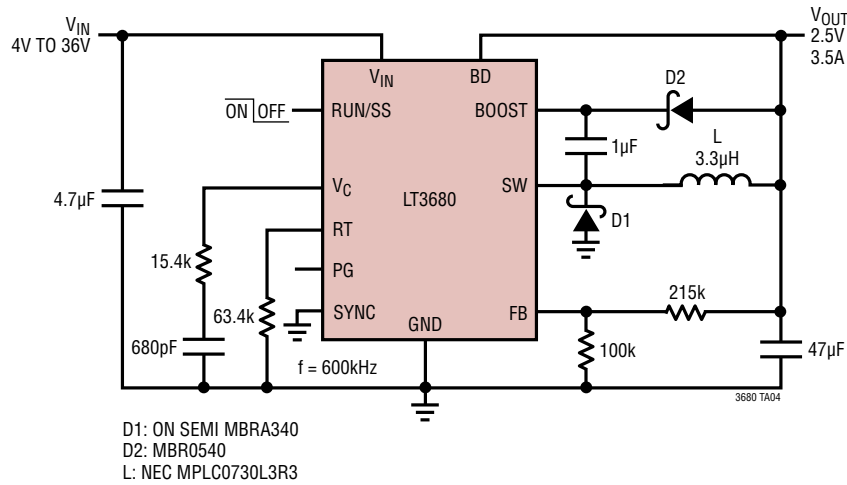 VIN
4V TO 36V
VOUT
2.5V
3.5A
VIN
BD
D2
ON OFF
RUN/SS
BOOST
L
3.3µH
1µF
4.7µF
VC
LT3680
SW
RT
D1
15.4k
PG
63.4k
215k
SYNC
GND
FB
680pF
f = 600kHz
100k
47µF
3680 TA04
D1: ON SEMI MBRA340
D2: MBR0540
L: NEC MPLC0730L3R3